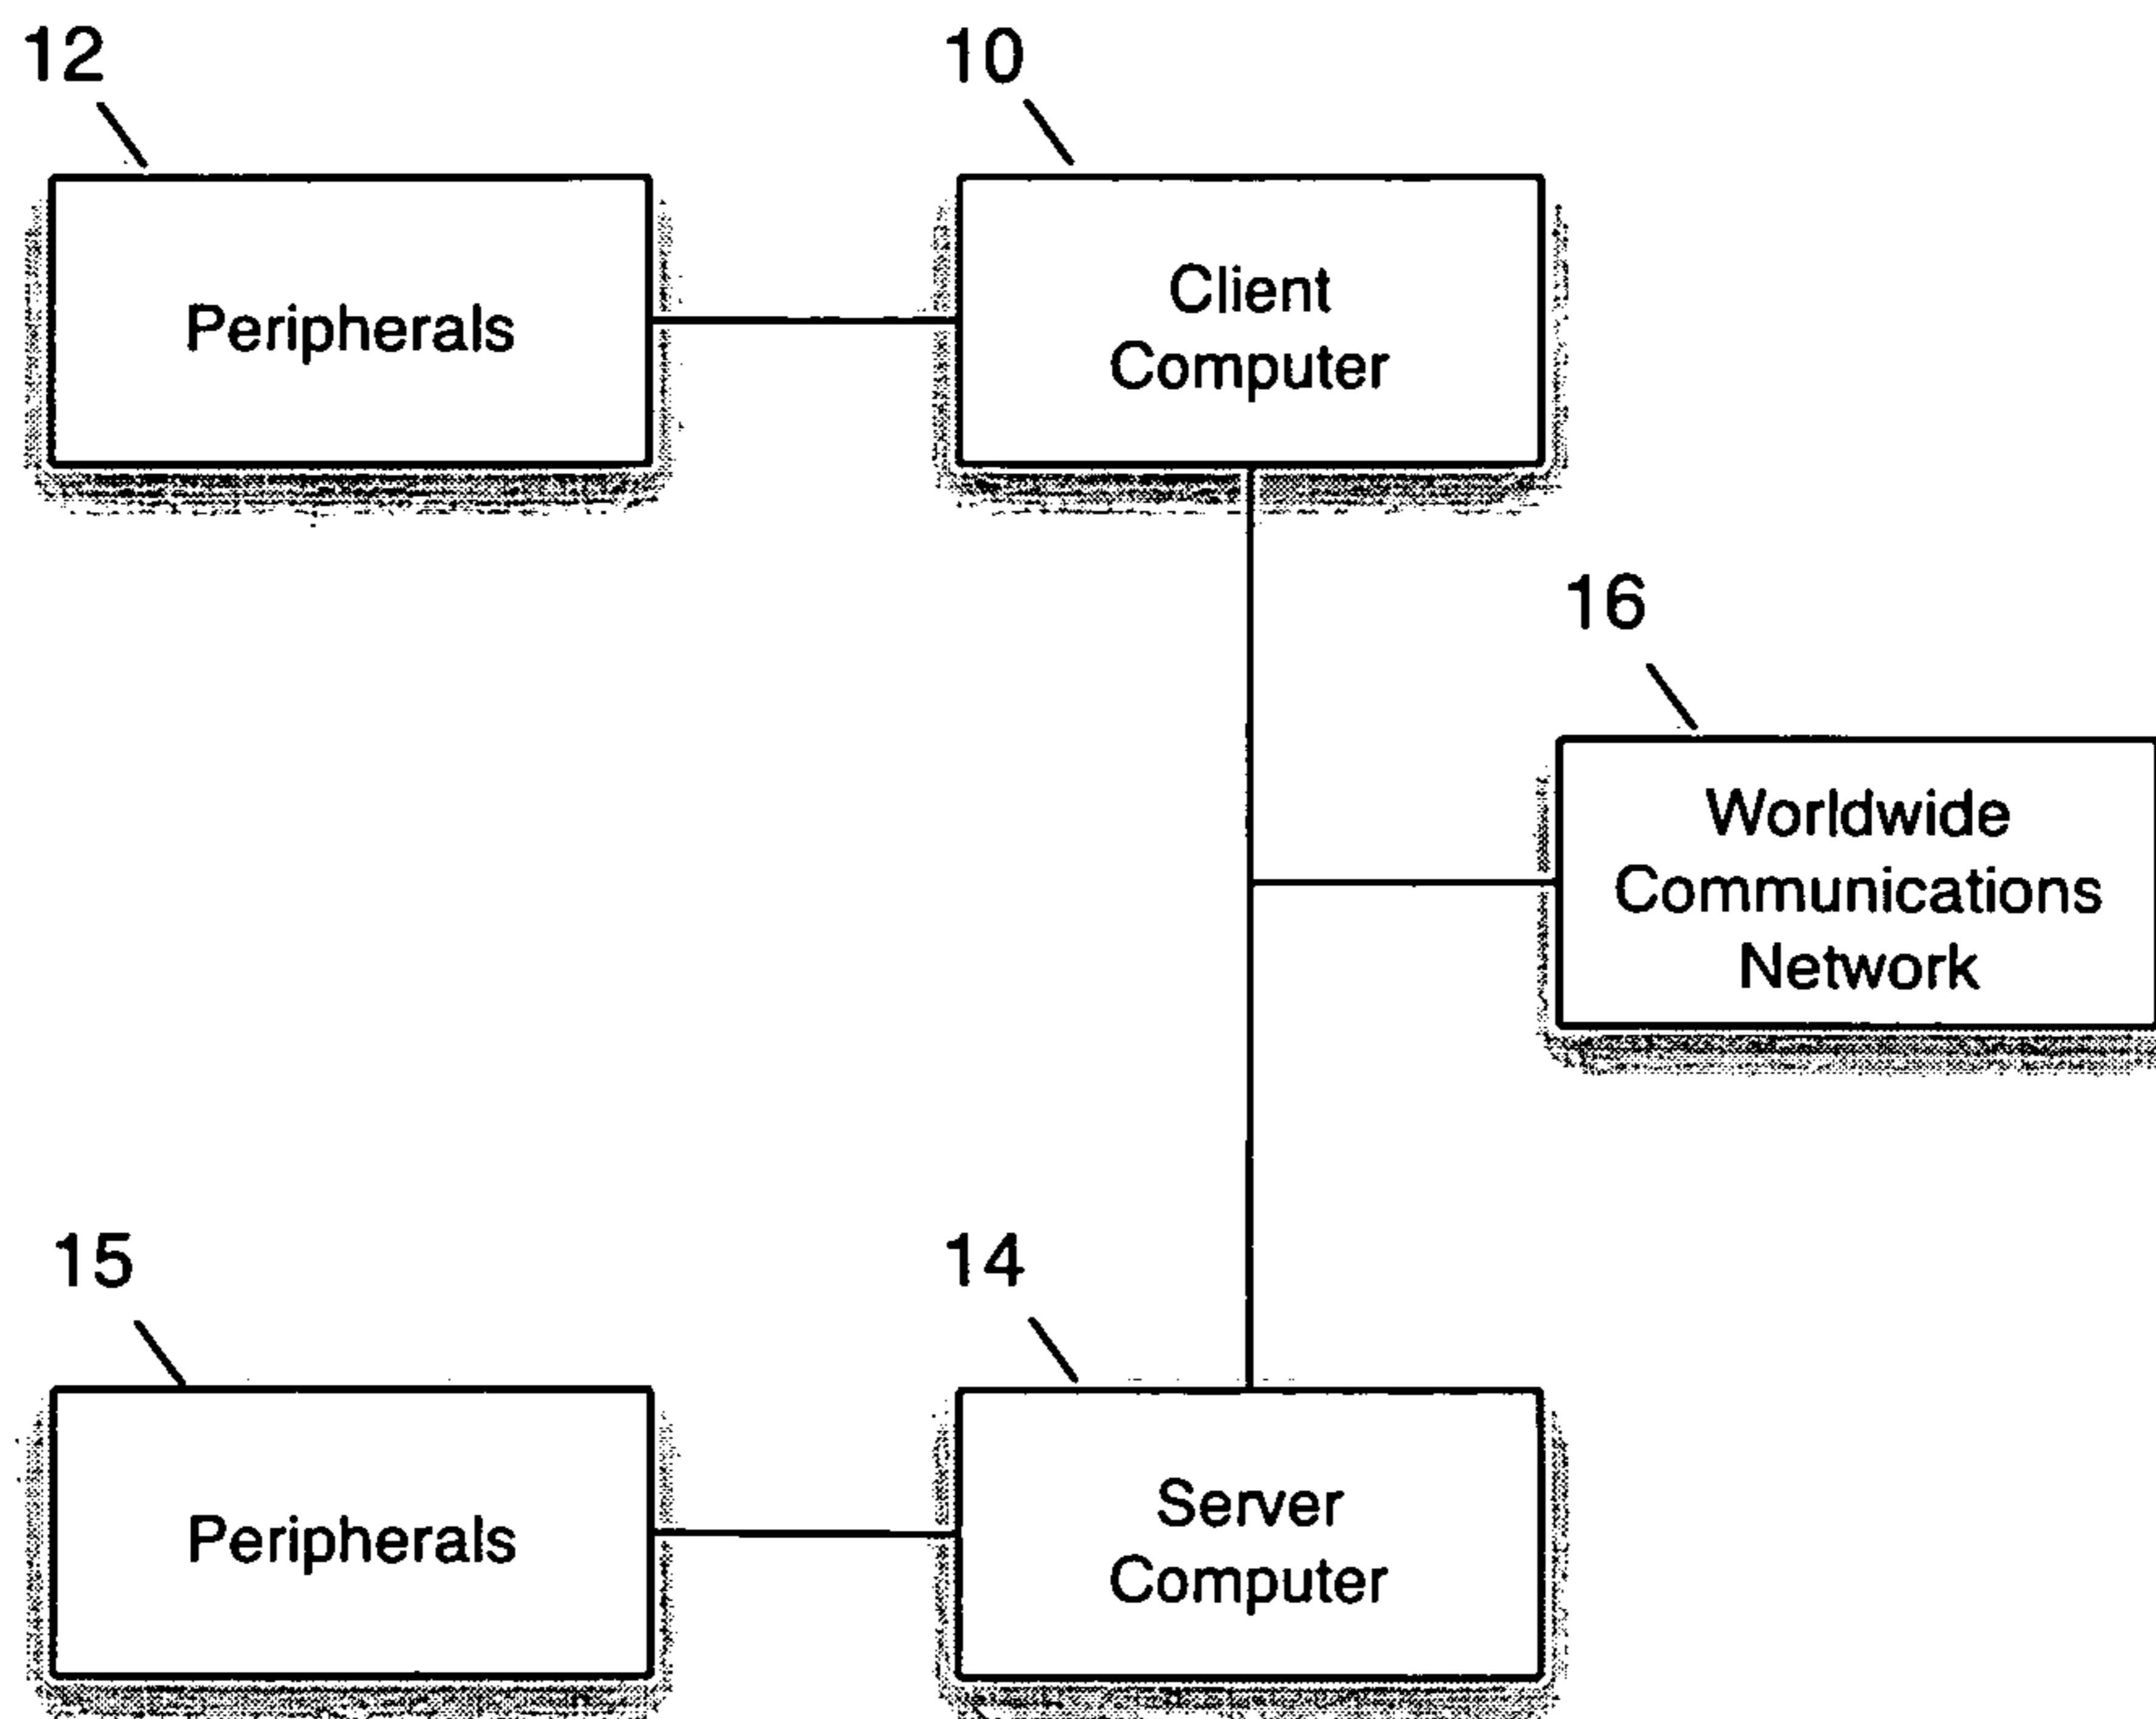 12
10
Peripherals
Client
Computer
16
Worldwide
Communications
Network
15
14
Peripherals
Server
Computer